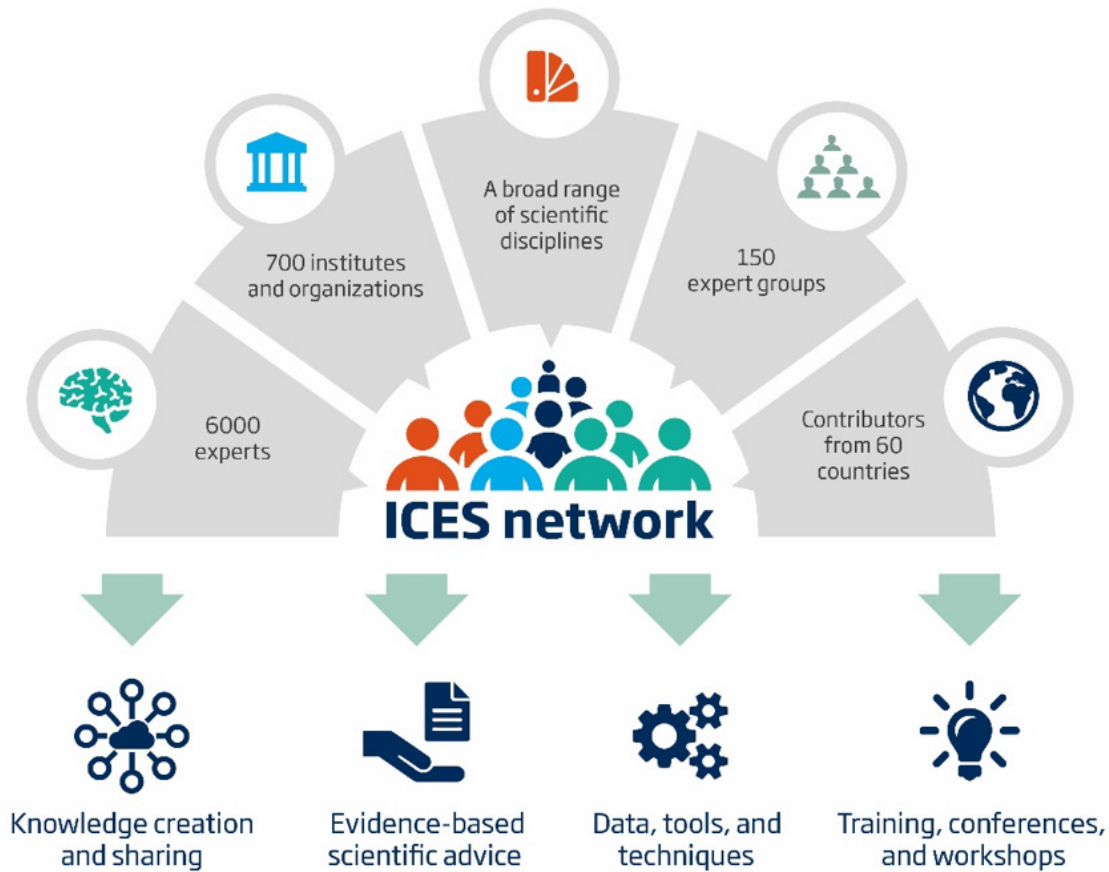 A broad range
of scientific
disciplines
700 institutes
and organizations
150
expert groups
6000
experts
Contributors
from 60
countries
ICES network
Knowledge creation
and sharing
Evidence-based
scientific advice
Data, tools, and
techniques
Training, conferences,
and workshops